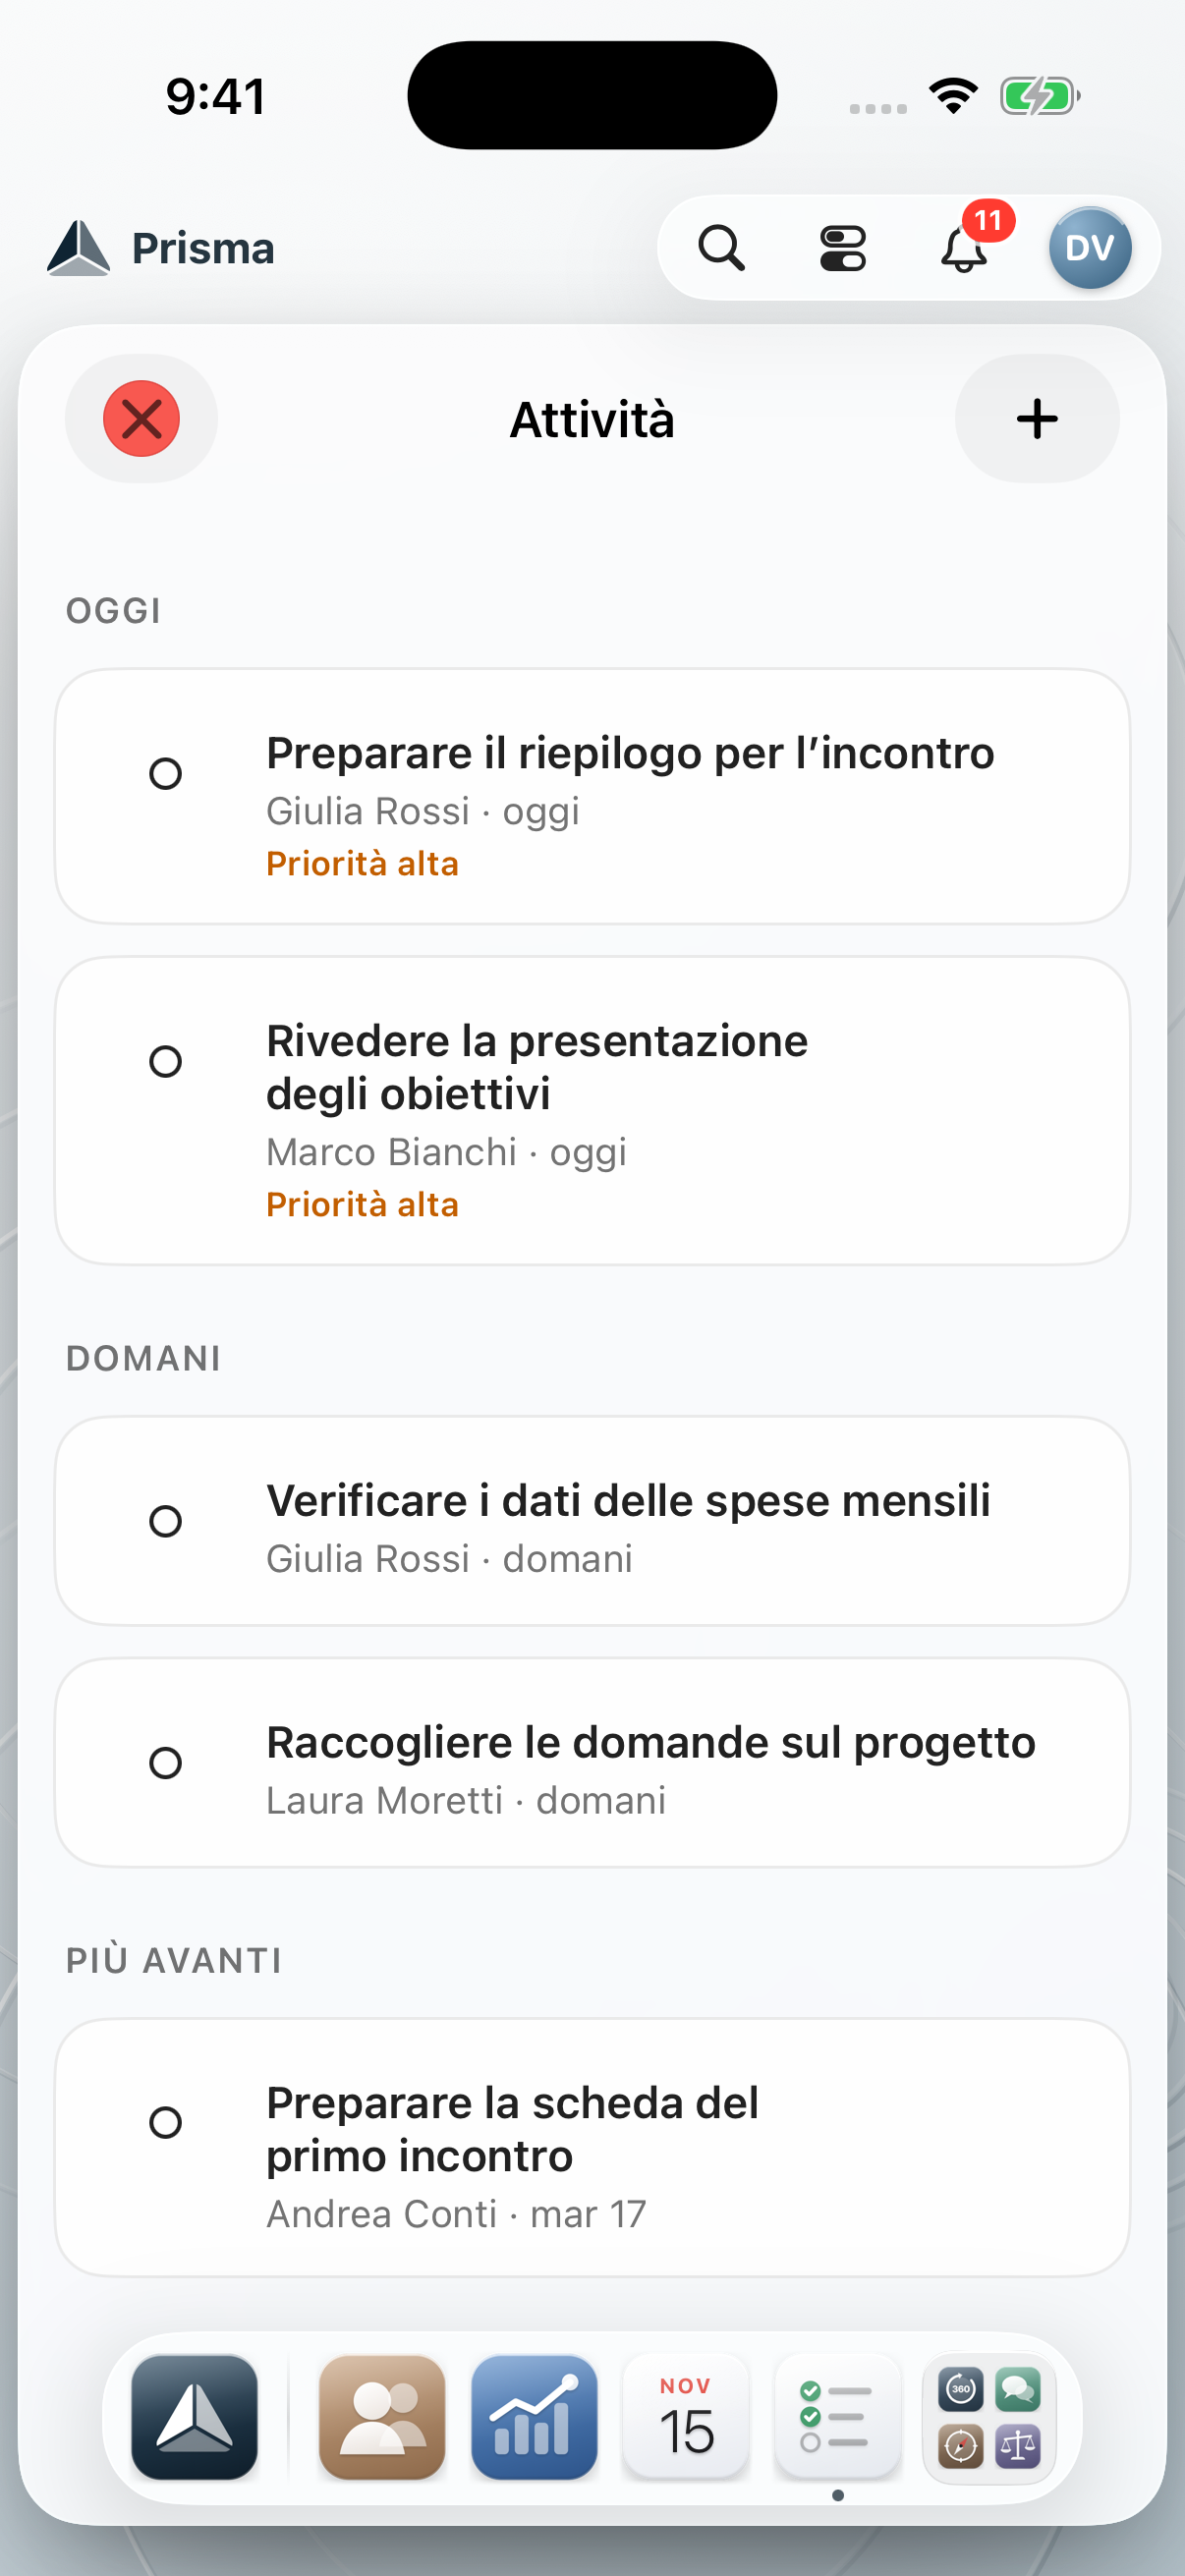 9:41
Prisma
11
DV
Attività
OGGI
Preparare il riepilogo per l’incontro
Giulia Rossi · oggi
Priorità alta
Rivedere la presentazione
degli obiettivi
Marco Bianchi · oggi
Priorità alta
DOMANI
Verificare i dati delle spese mensili
Giulia Rossi · domani
Raccogliere le domande sul progetto
Laura Moretti · domani
PIÙ AVANTI
Preparare la scheda del
primo incontro
Andrea Conti · mar 17
NOV
15
360